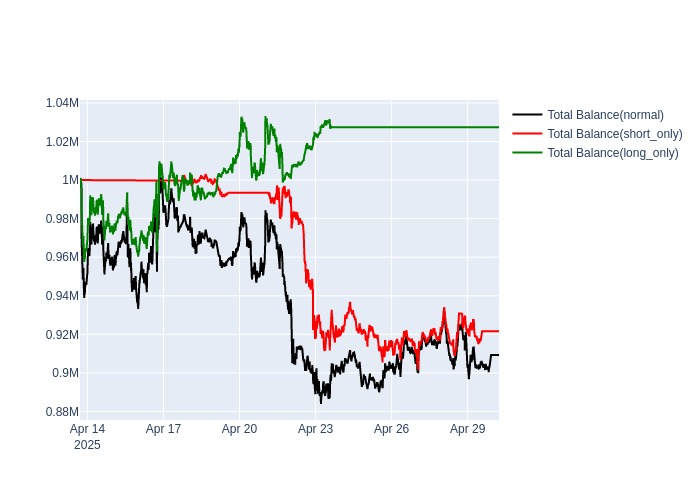 1.04M
1.02M
1M
0.98M
0.96M
0.94M
0.92M
0.9M
0.88M
Apr 14
2025
Apr 17
Apr 20
Apr 23
Apr 26
Apr 29
Total Balance(normal)
Total Balance(short_only)
Total Balance(long_only)